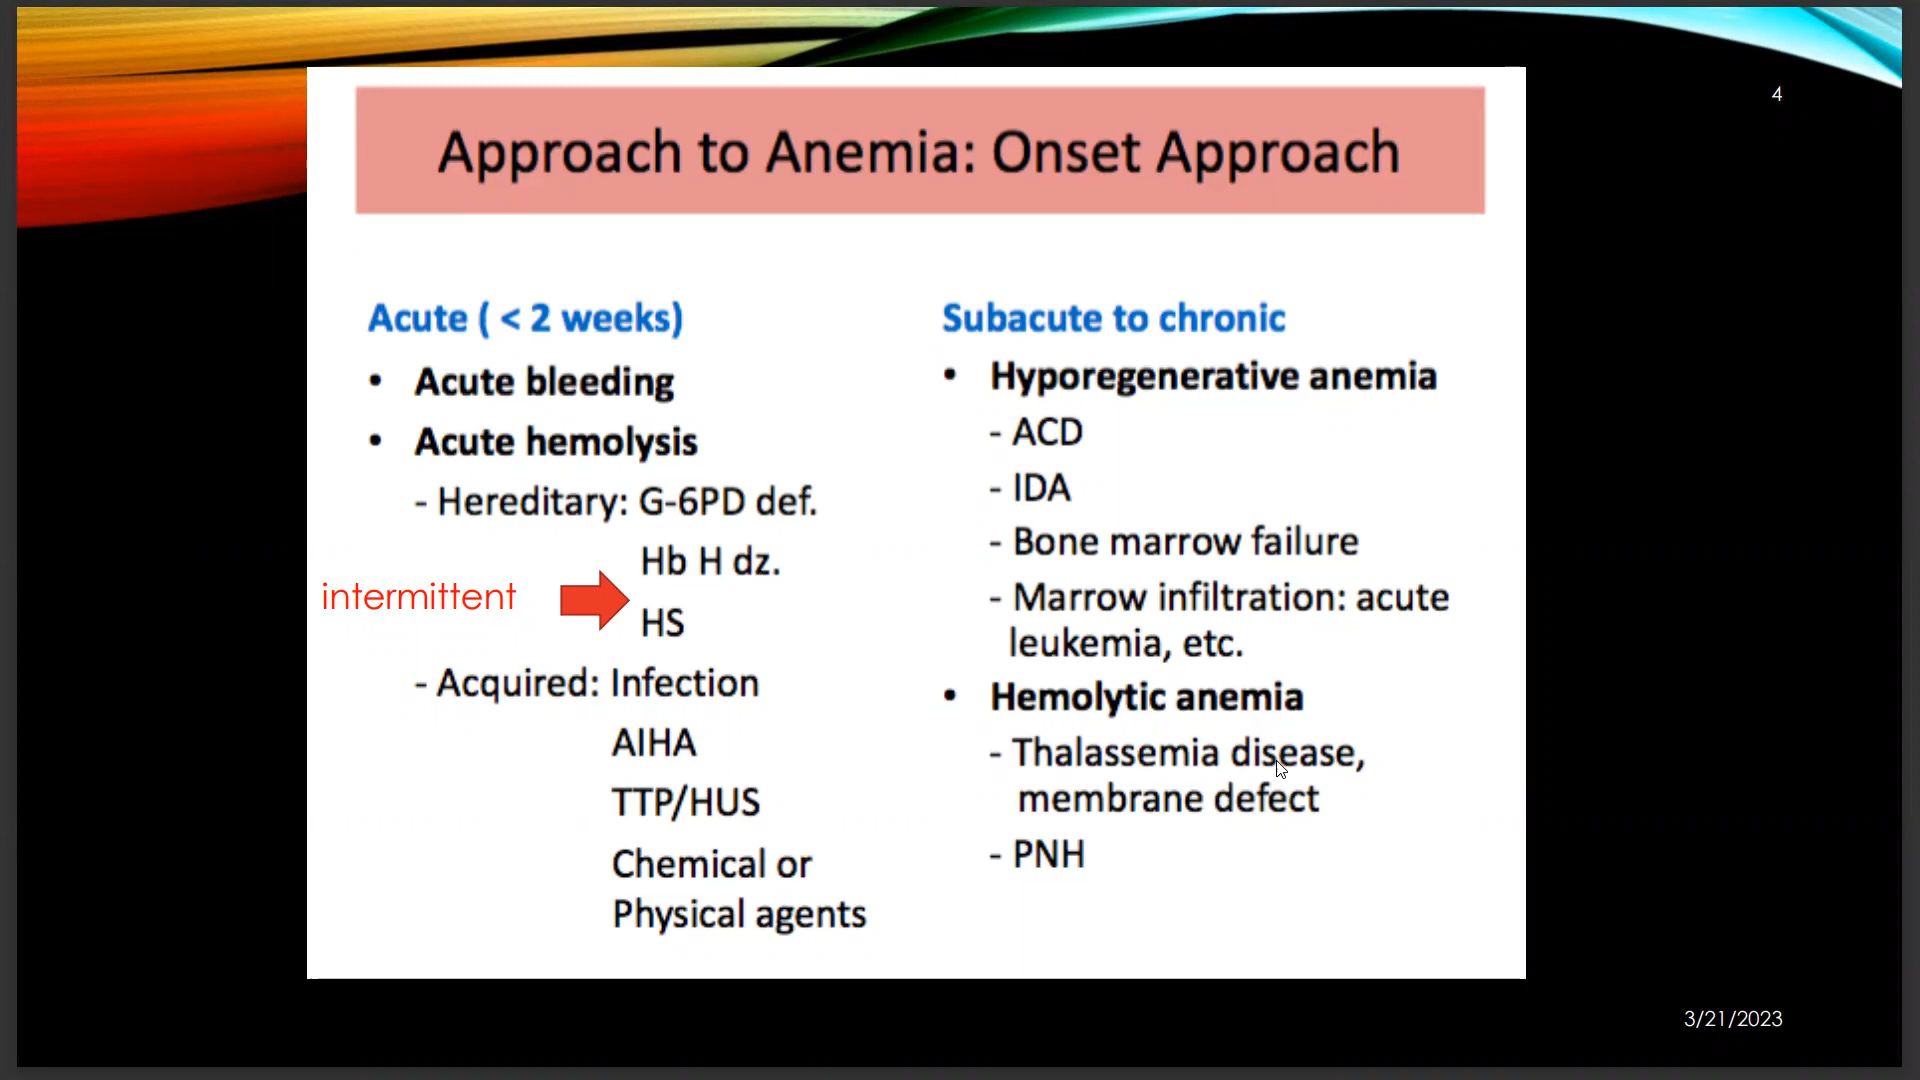 4
Approach to Anemia: Onset Approach
Acute ( < 2 weeks)
• Acute bleeding
• Acute hemolysis
- Hereditary: G-6PD def.
Hb H dz.
intermittent
HS
- Acquired: Infection
AIHA
TTP/HUS
Chemical or
Physical agents
Subacute to chronic
• Hyporegenerative anemia
- ACD
- IDA
- Bone marrow failure
- Marrow infiltration: acute
leukemia, etc.
• Hemolytic anemia
- Thalassemia disease,
membrane defect
- PNH
3/21/2023